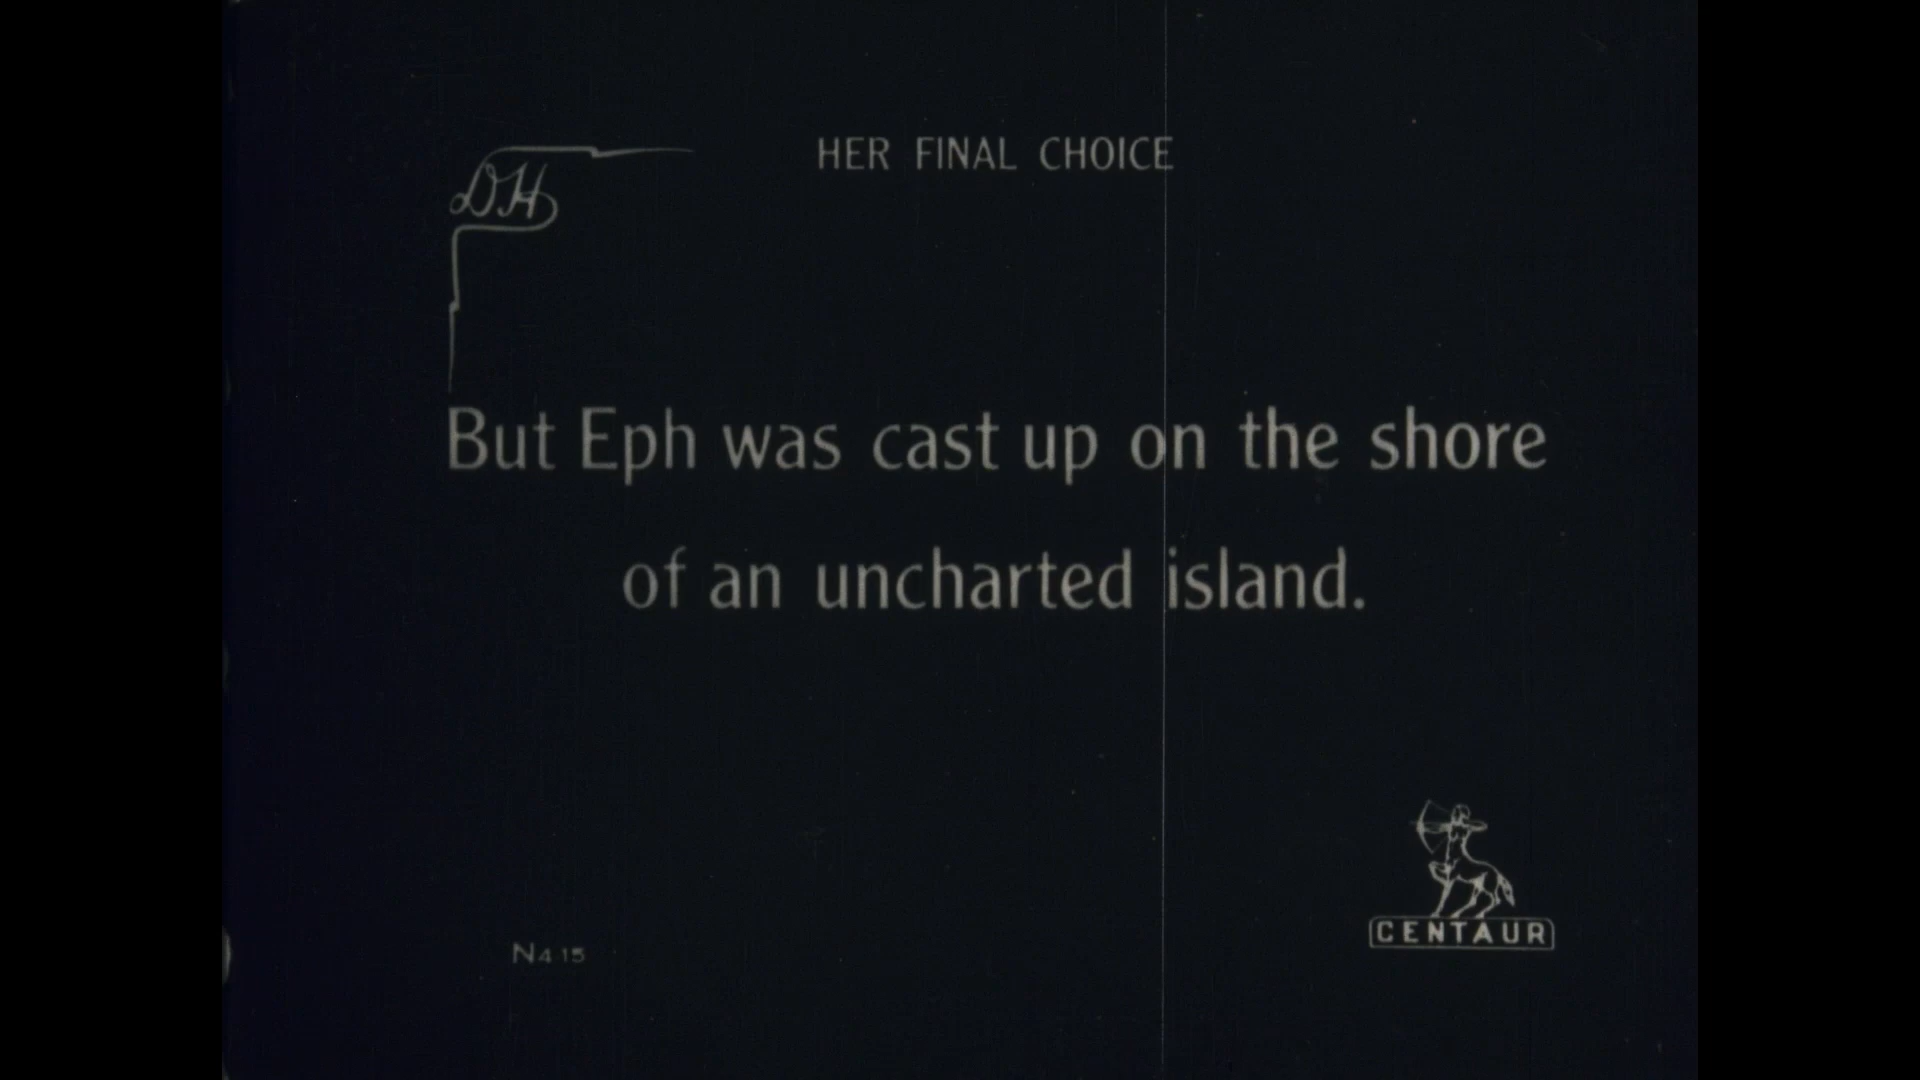 DH
HER FINAL CHOICE
But Eph was cast up on the shore
of an uncharted island.
N4 15
CENTAUR